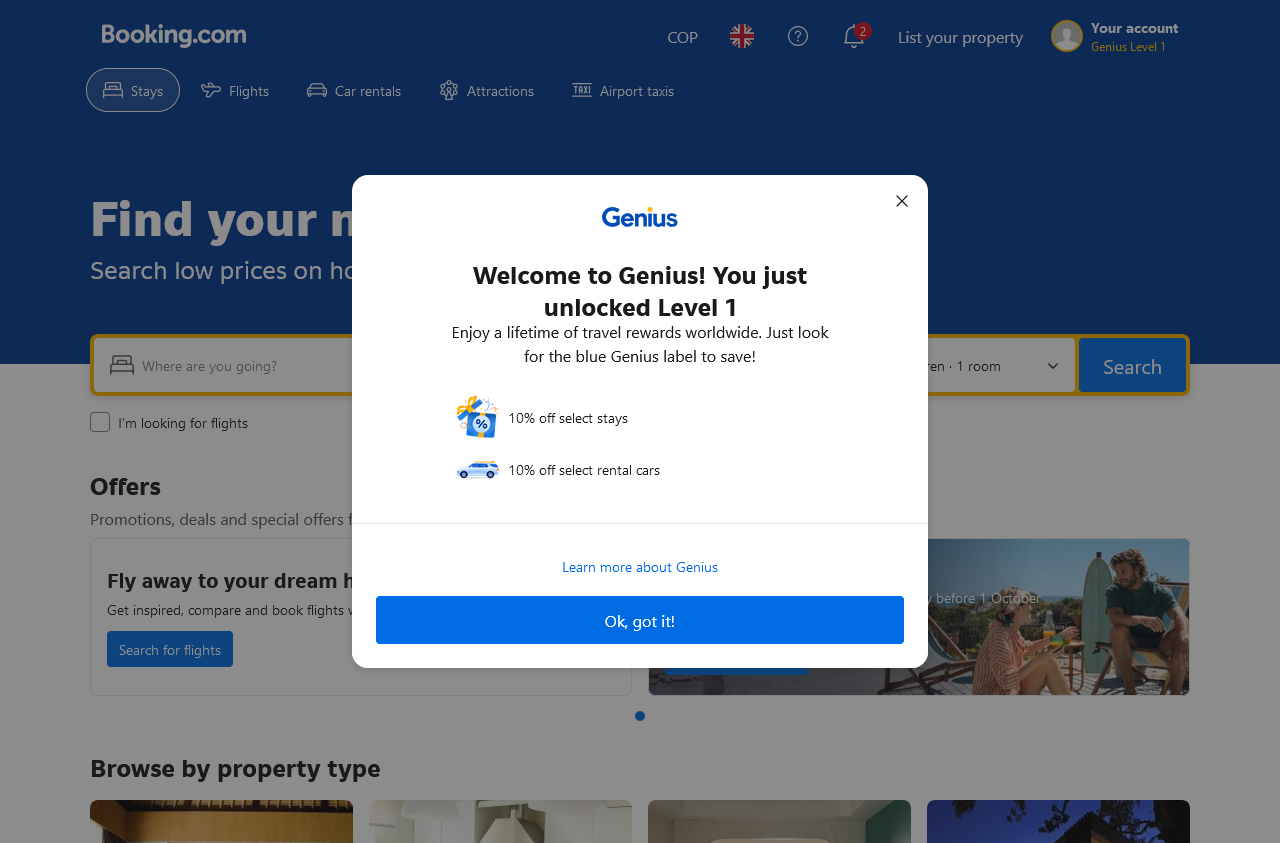 Booking.com
COP
2
List your property
Your account
Genius Level 1
Stays
Flights
Car rentals
Attractions
TAXI
Airport taxis
Find your n
Search low prices on ho
Genius
Welcome to Genius! You just
unlocked Level 1
Enjoy a lifetime of travel rewards worldwide. Just look
for the blue Genius label to save!
Where are you going?
ren · 1 room
Search
I'm looking for flights
%
10% off select stays
10% off select rental cars
Offers
Promotions, deals and special offers f
Fly away to your dream h
Get inspired, compare and book flights w
Search for flights
before 1 October
Learn more about Genius
Ok, got it!
Browse by property type